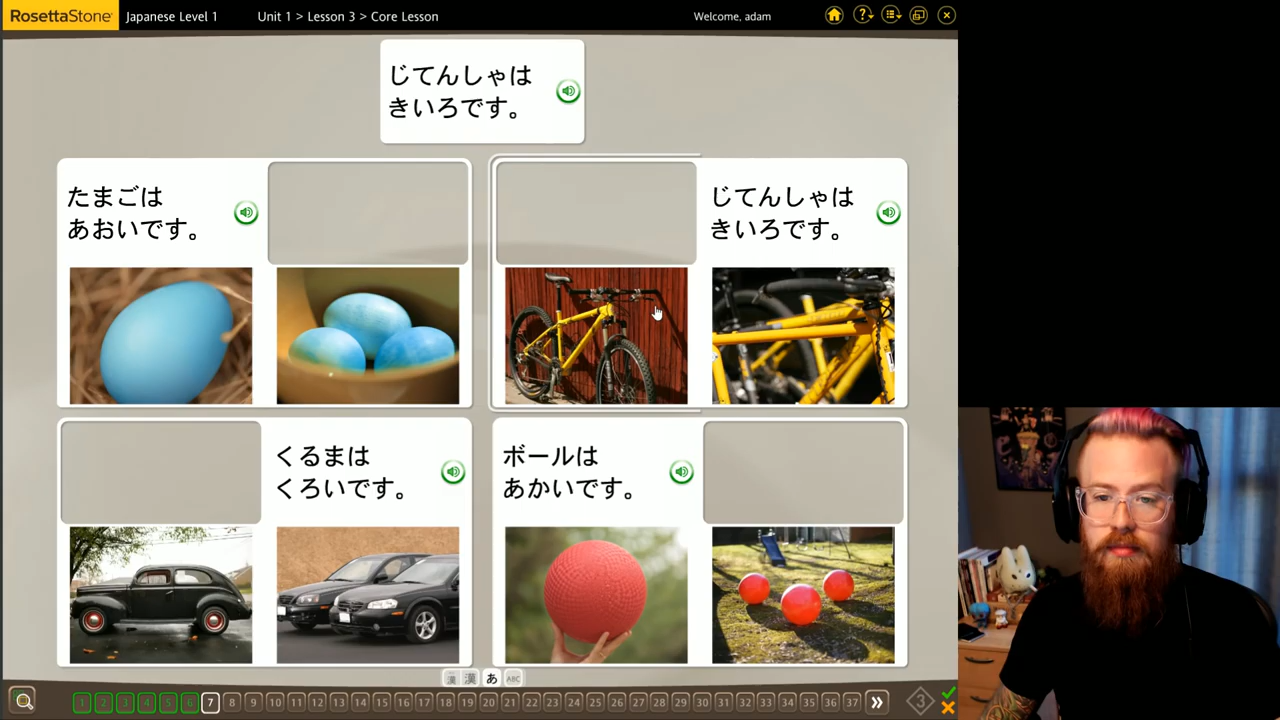 RosettaStone
Japanese Level 1
Unit 1 > Lesson 3 > Core Lesson
Welcome, adam
じてんしゃは
きいろです。
たまごは
あおいです。
じてんしゃは
きいろです。
くるまは
くろいです。
ボールは
あかいです。
漢 漢 あ ABC
1 2 3 4 5 6 7 8 9 10 11 12 13 14 15 16 17 18 19 20 21 22 23 24 25 26 27 28 29 30 31 32 33 34 35 36 37
3